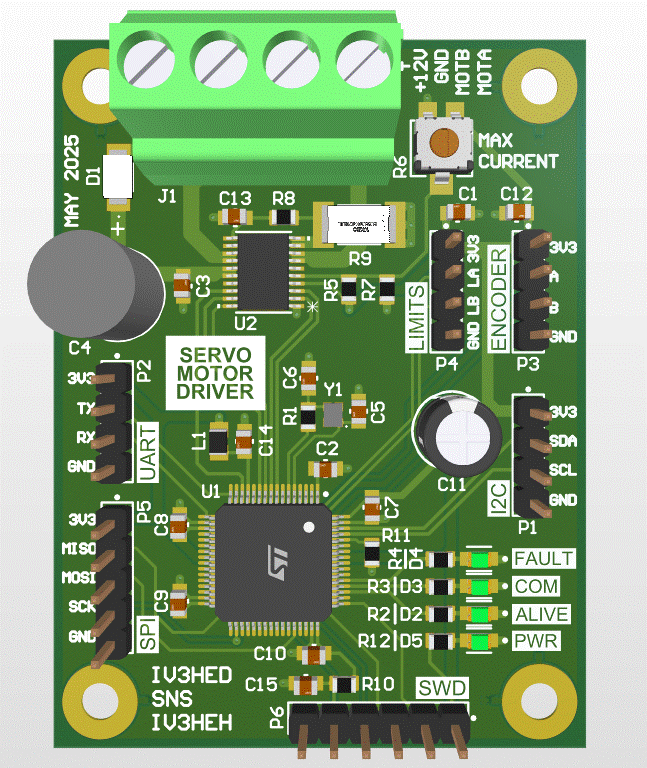 +12V
GND
MOTB
MOTA
MAY 2025
D1
J1
R6
MAX
CURRENT
C13
R8
C1
C12
R9
C3
U2
R5
R7
LIMITS
3V3
LA
LB
GND
P4
ENCODER
3V3
A
B
GND
P3
+
C4
SERVO
MOTOR
DRIVER
P2
3V3
TX
RX
GND
UART
C6
Y1
R1
C5
L1
C14
C2
C11
I2C
3V3
SDA
SCL
GND
P1
U1
C7
C8
C9
P5
3V3
MISO
MOSI
SCK
GND
SPI
R11
R4|D4
FAULT
R3|D3
COM
R2|D2
ALIVE
R12|D5
PWR
C10
C15
R10
SWD
P6
IV3HED
SNS
IV3HEH
ST